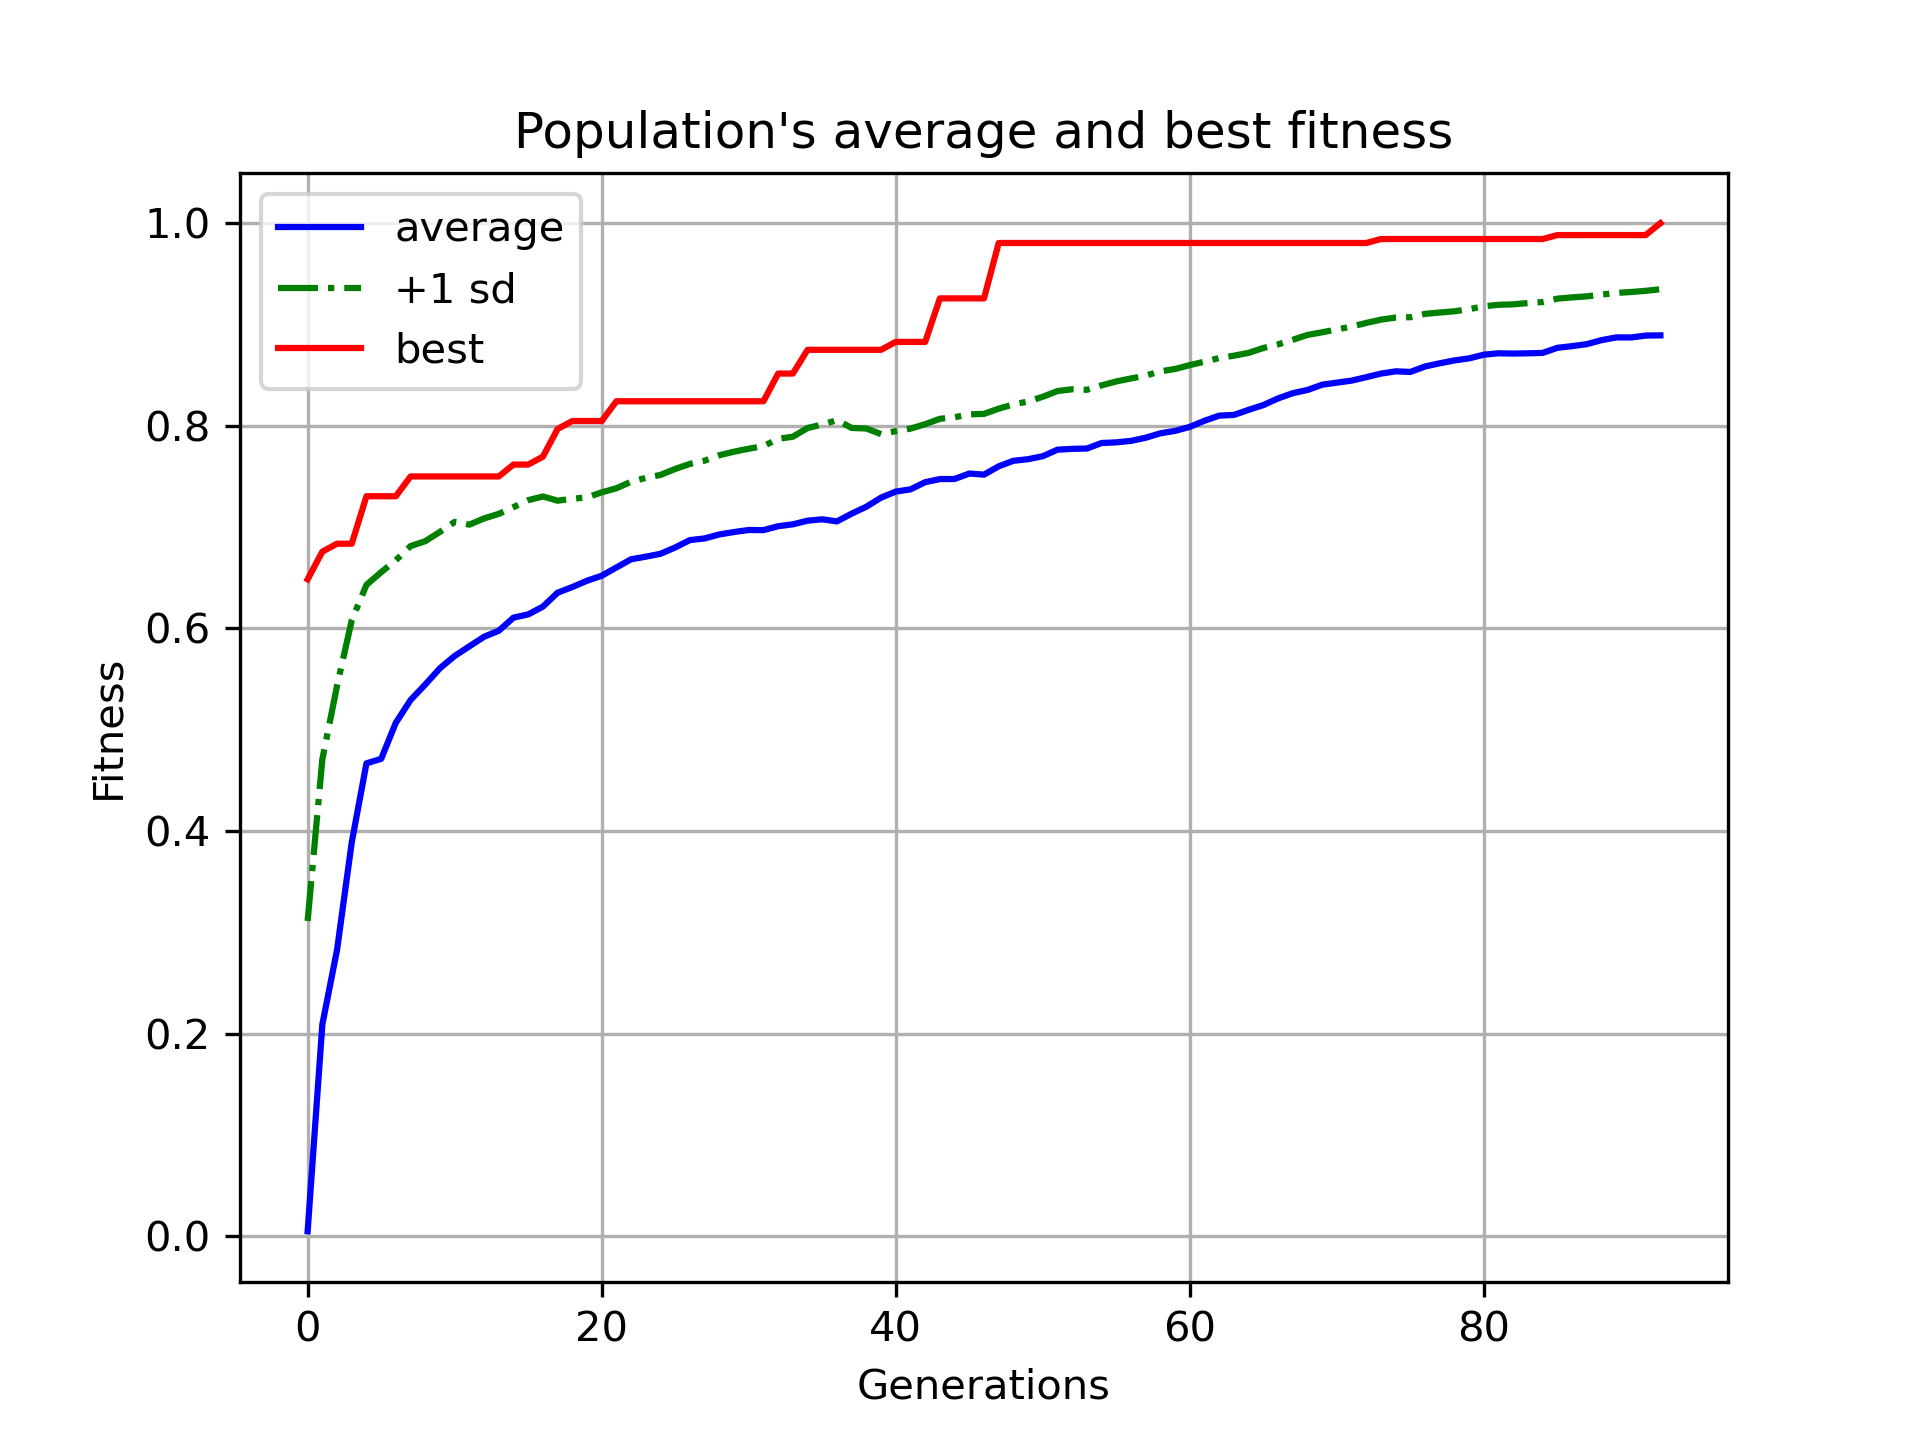 Population's average and best fitness
average
+1 sd
best
1.0
0.8
0.6
0.4
0.2
0.0
Fitness
0 20 40 60 80
Generations